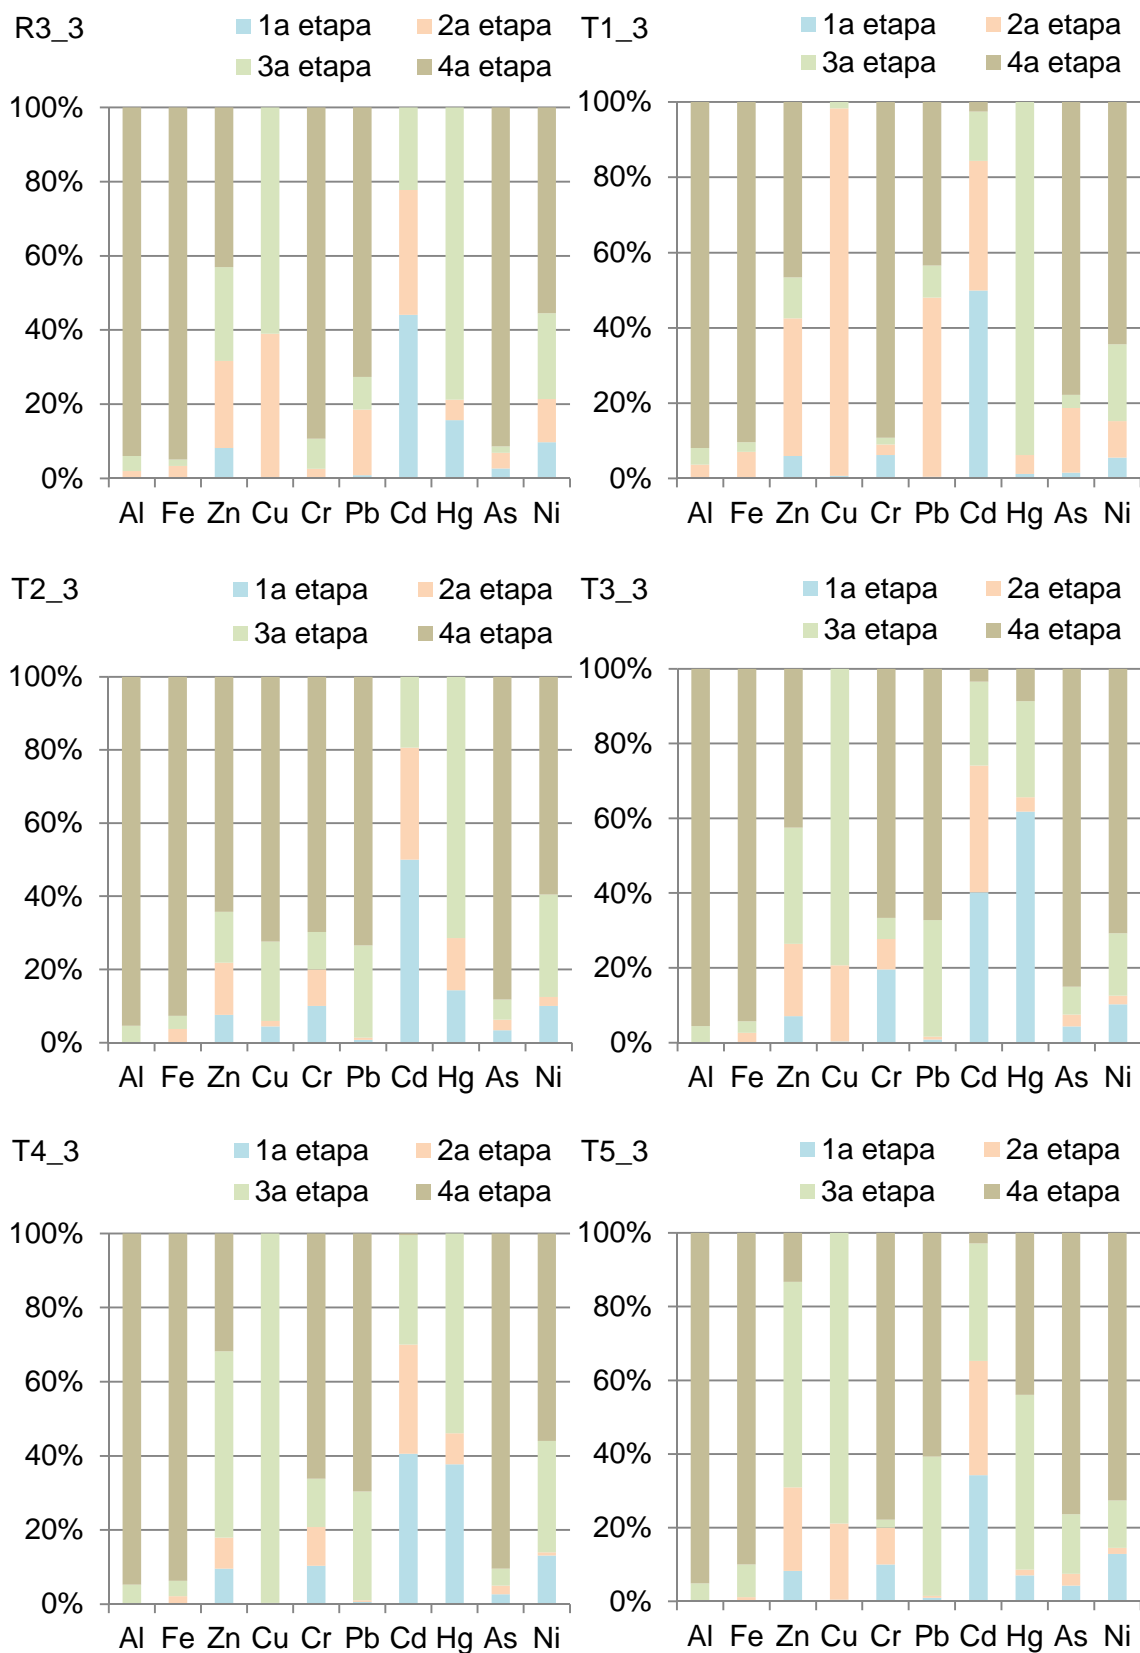 R3_3
1a etapa 2a etapa
3a etapa 4a etapa
100%
80%
60%
40%
20%
0%
Al Fe Zn Cu Cr Pb Cd Hg As Ni
T1_3
1a etapa 2a etapa
3a etapa 4a etapa
100%
80%
60%
40%
20%
0%
Al Fe Zn Cu Cr Pb Cd Hg As Ni
T2_3
1a etapa 2a etapa
3a etapa 4a etapa
100%
80%
60%
40%
20%
0%
Al Fe Zn Cu Cr Pb Cd Hg As Ni
T3_3
1a etapa 2a etapa
3a etapa 4a etapa
100%
80%
60%
40%
20%
0%
Al Fe Zn Cu Cr Pb Cd Hg As Ni
T4_3
1a etapa 2a etapa
3a etapa 4a etapa
100%
80%
60%
40%
20%
0%
Al Fe Zn Cu Cr Pb Cd Hg As Ni
T5_3
1a etapa 2a etapa
3a etapa 4a etapa
100%
80%
60%
40%
20%
0%
Al Fe Zn Cu Cr Pb Cd Hg As Ni